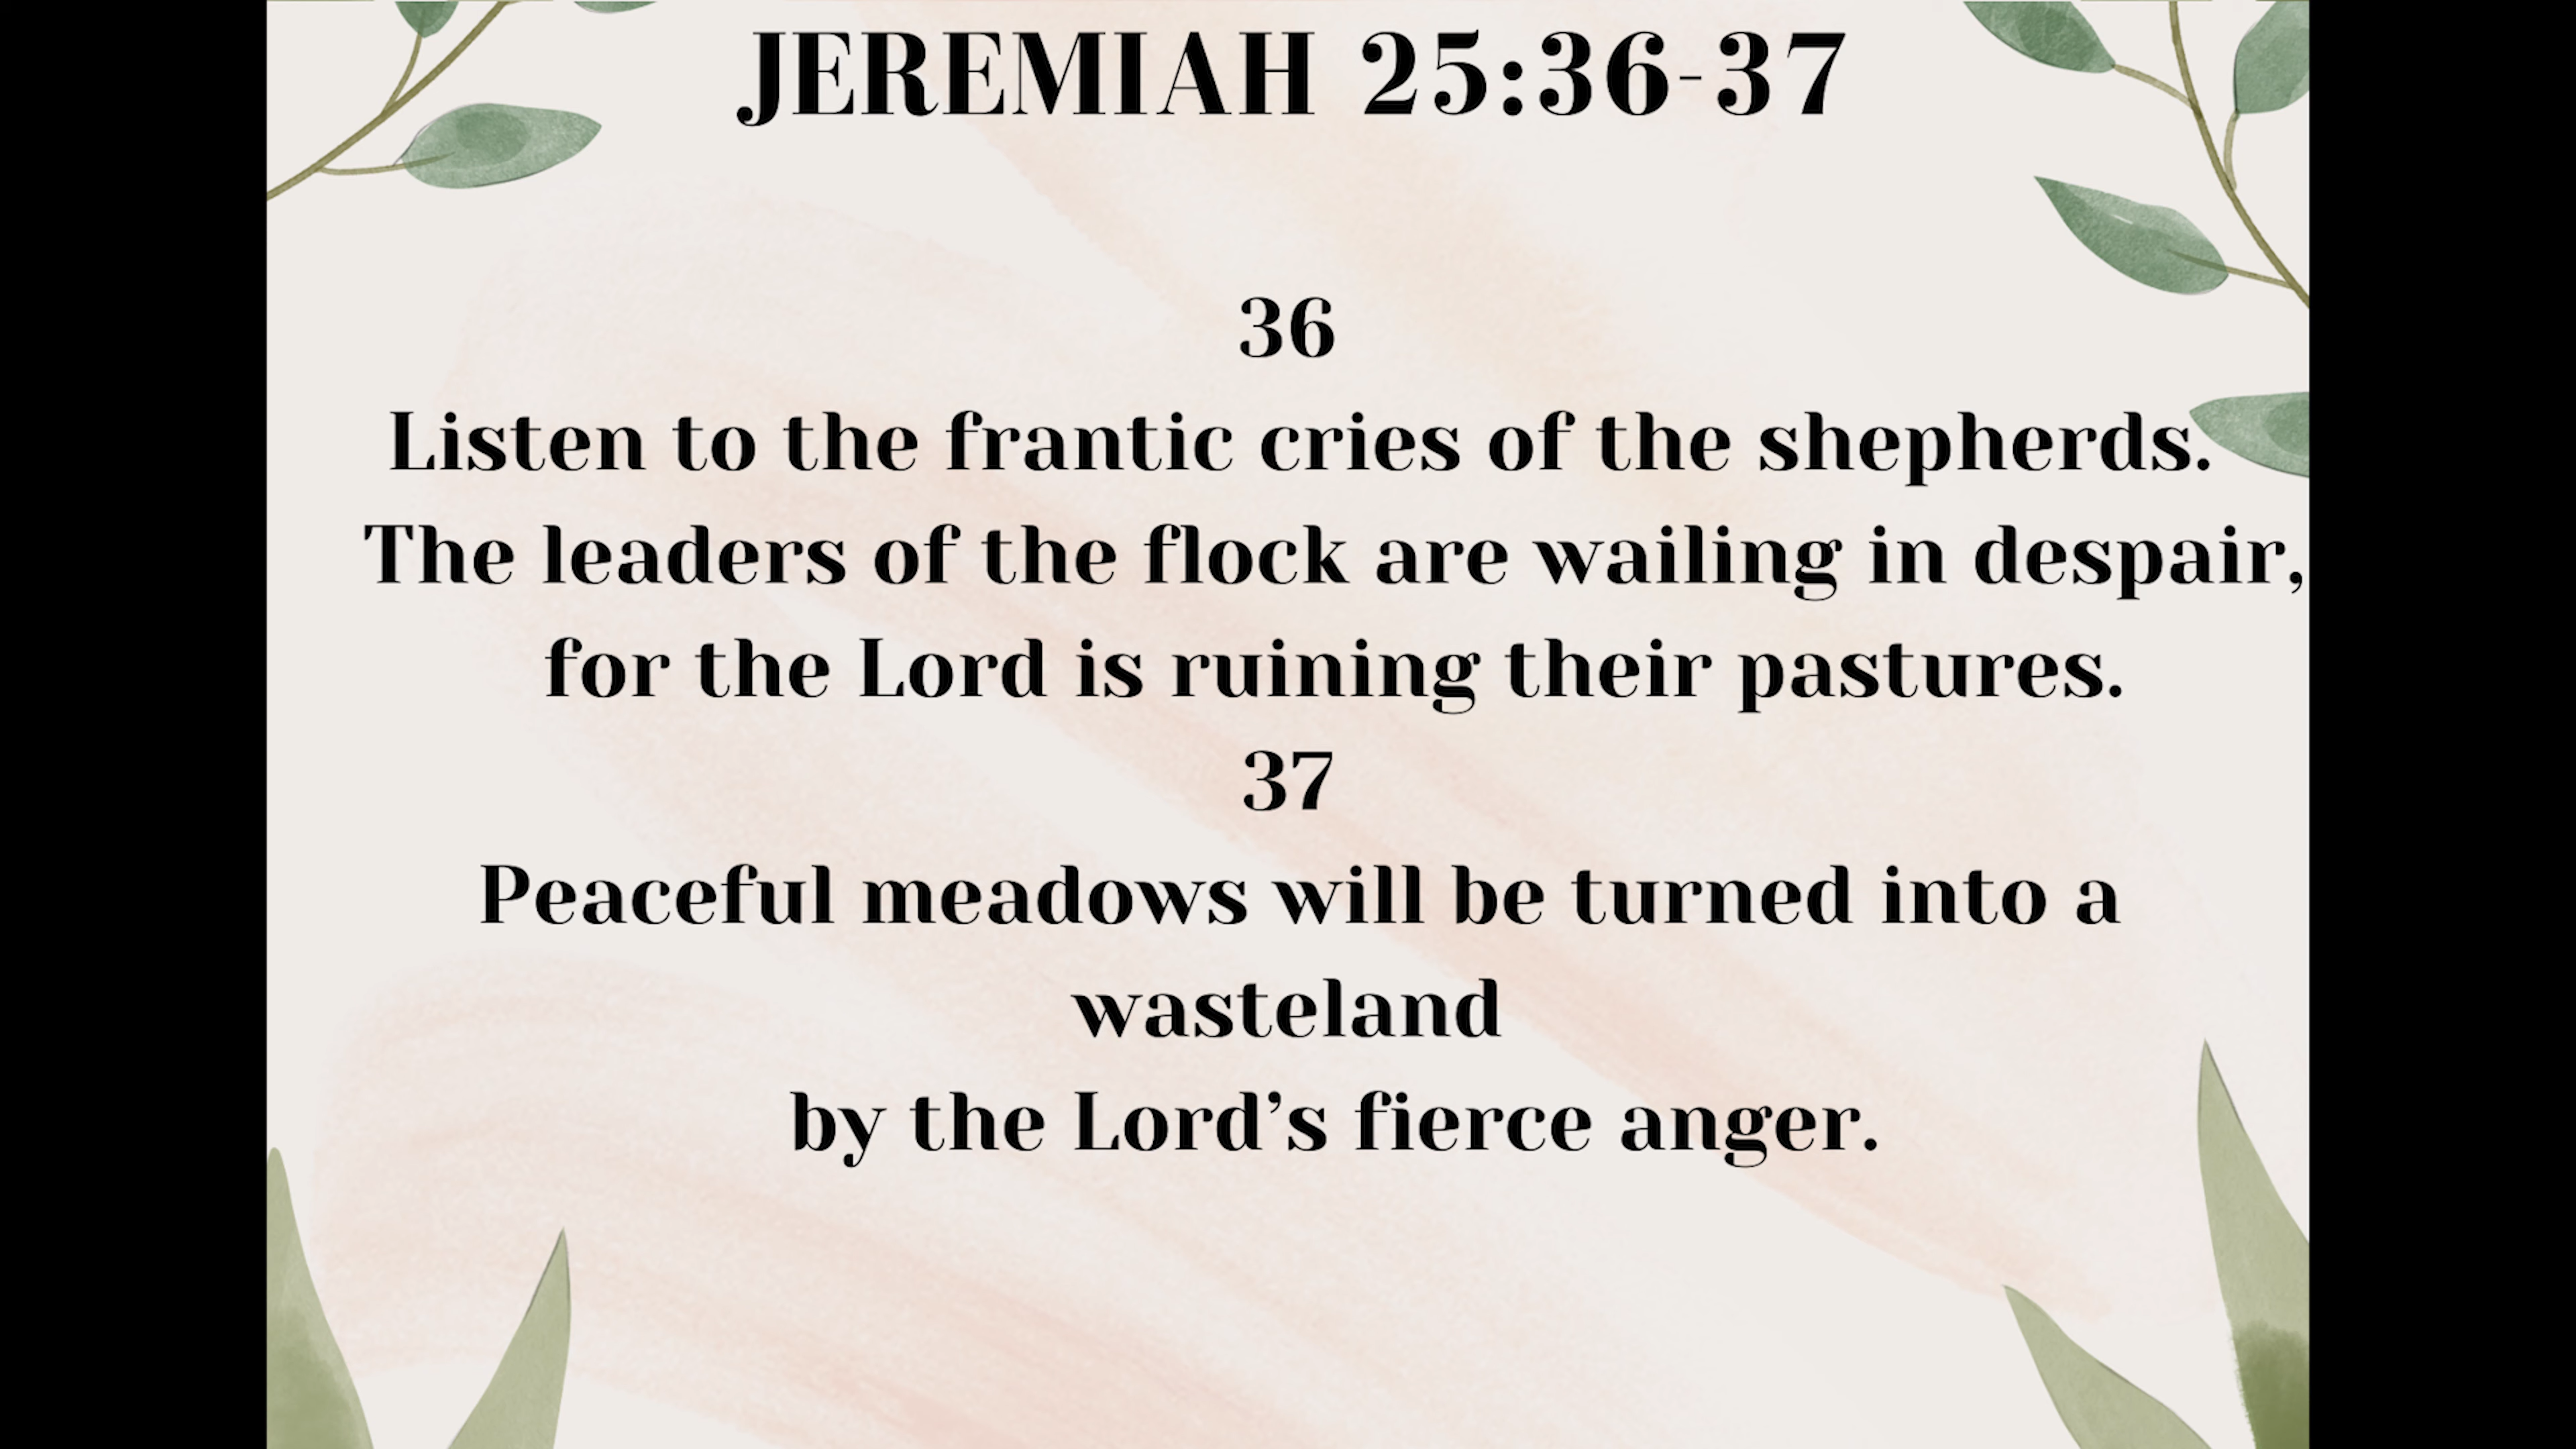 JEREMIAH 25:36-37
36
Listen to the frantic cries of the shepherds.
The leaders of the flock are wailing in despair,
for the Lord is ruining their pastures.
37
Peaceful meadows will be turned into a
wasteland
by the Lord’s fierce anger.